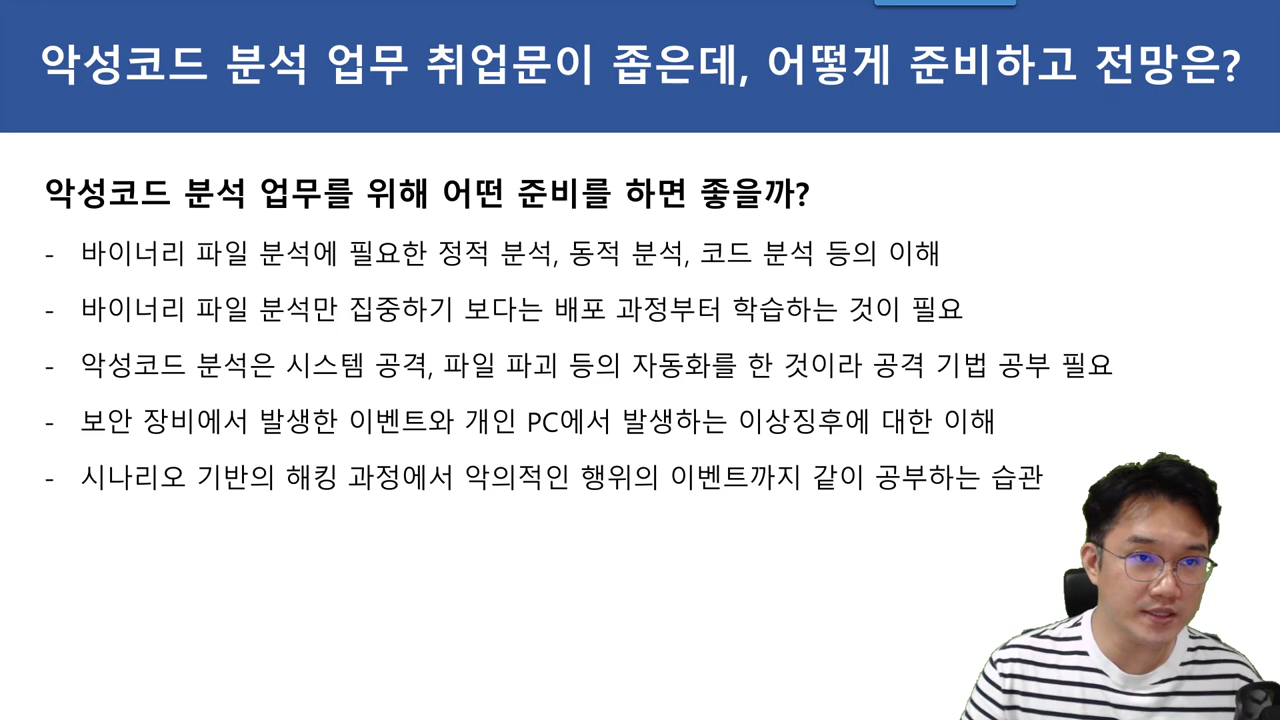 악성코드 분석 업무 취업문이 좁은데, 어떻게 준비하고 전망은?
악성코드 분석 업무를 위해 어떤 준비를 하면 좋을까?
- 바이너리 파일 분석에 필요한 정적 분석, 동적 분석, 코드 분석 등의 이해
- 바이너리 파일 분석만 집중하기 보다는 배포 과정부터 학습하는 것이 필요
- 악성코드 분석은 시스템 공격, 파일 파괴 등의 자동화를 한 것이라 공격 기법 공부 필요
- 보안 장비에서 발생한 이벤트와 개인 PC에서 발생하는 이상징후에 대한 이해
- 시나리오 기반의 해킹 과정에서 악의적인 행위의 이벤트까지 같이 공부하는 습관